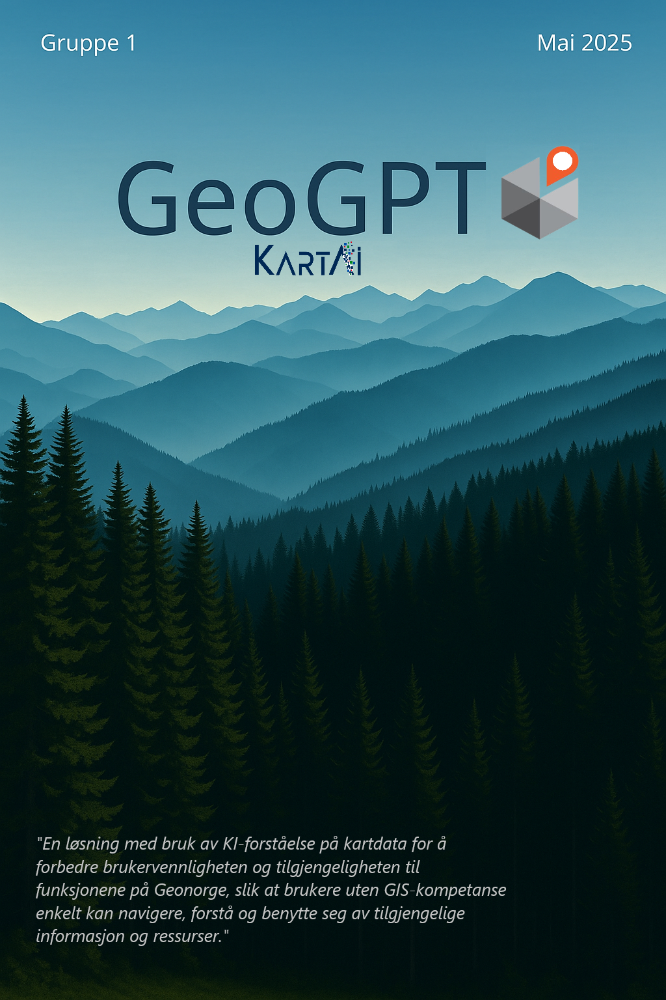 Gruppe 1
Mai 2025
GeoGPT
KARTAi
"En løsning med bruk av KI-forståelse på kartdata for å
forbedre brukervennligheten og tilgjengeligheten til
funksjonene på Geonorge, slik at brukere uten GIS-kompetanse
enkelt kan navigere, forstå og benytte seg av tilgjengelige
informasjon og ressurser."